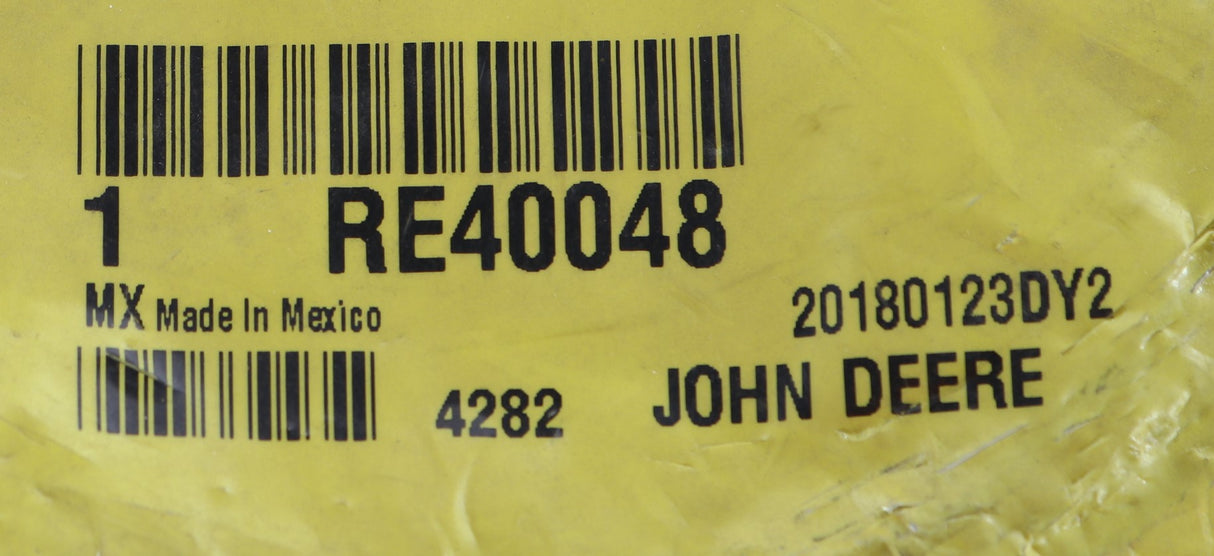 1 RE40048
MX Made In Mexico
20180123DY2
4282
JOHN DEERE